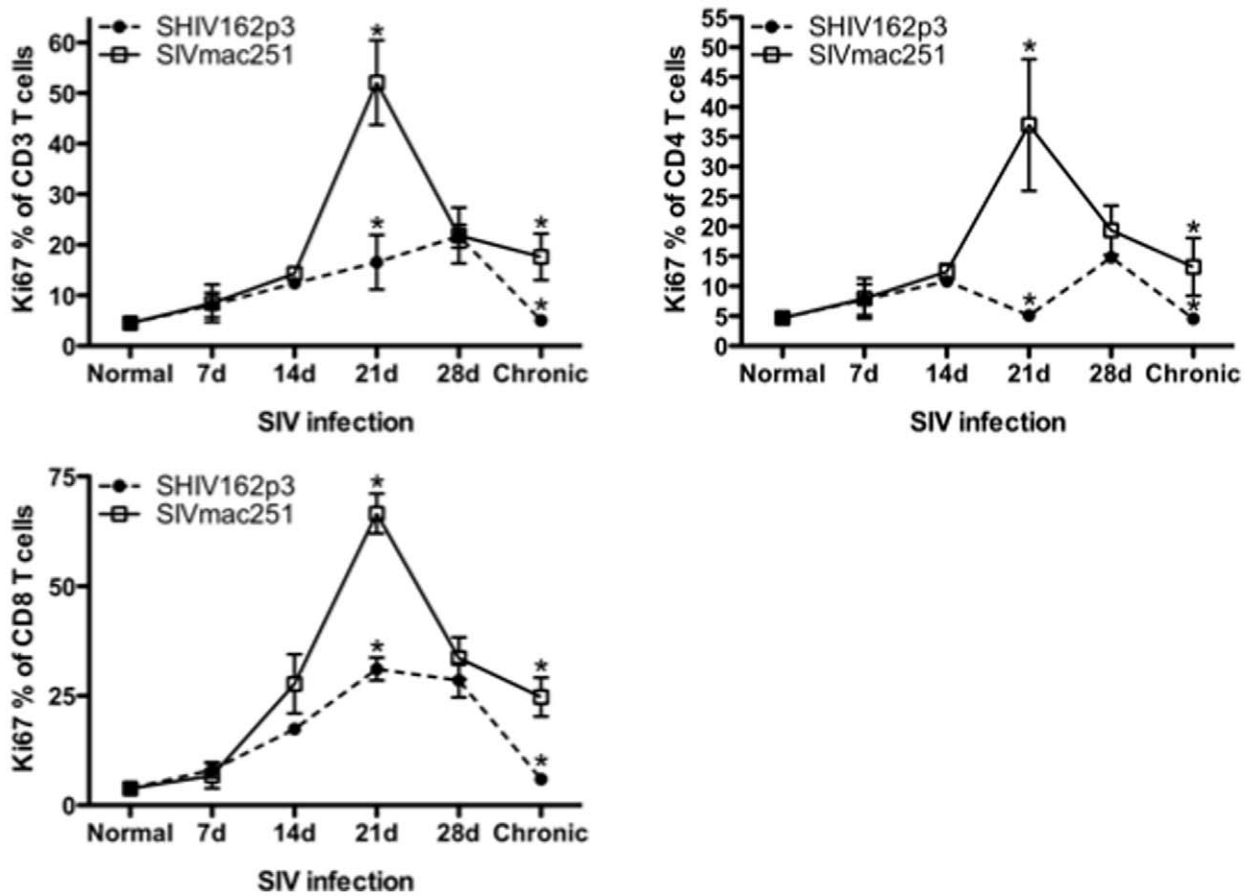 SHIV162p3
SIVmac251
Ki67 % of CD3 T cells
60
50
40
30
20
10
0
*
*
*
*
Normal 7d 14d 21d 28d Chronic
SIV infection
SHIV162p3
SIVmac251
Ki67 % of CD4 T cells
55
50
45
40
35
30
25
20
15
10
5
0
*
*
*
*
Normal 7d 14d 21d 28d Chronic
SIV infection
SHIV162p3
SIVmac251
Ki67 % of CD8 T cells
75
50
25
0
*
*
*
*
Normal 7d 14d 21d 28d Chronic
SIV infection